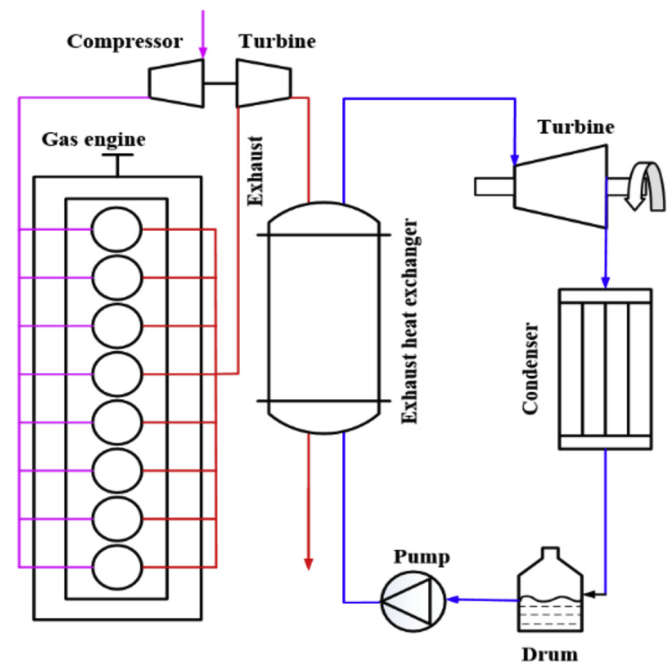 Compressor
Turbine
Gas engine
Exhaust
Turbine
Exhaust heat exchanger
Condenser
Pump
Drum